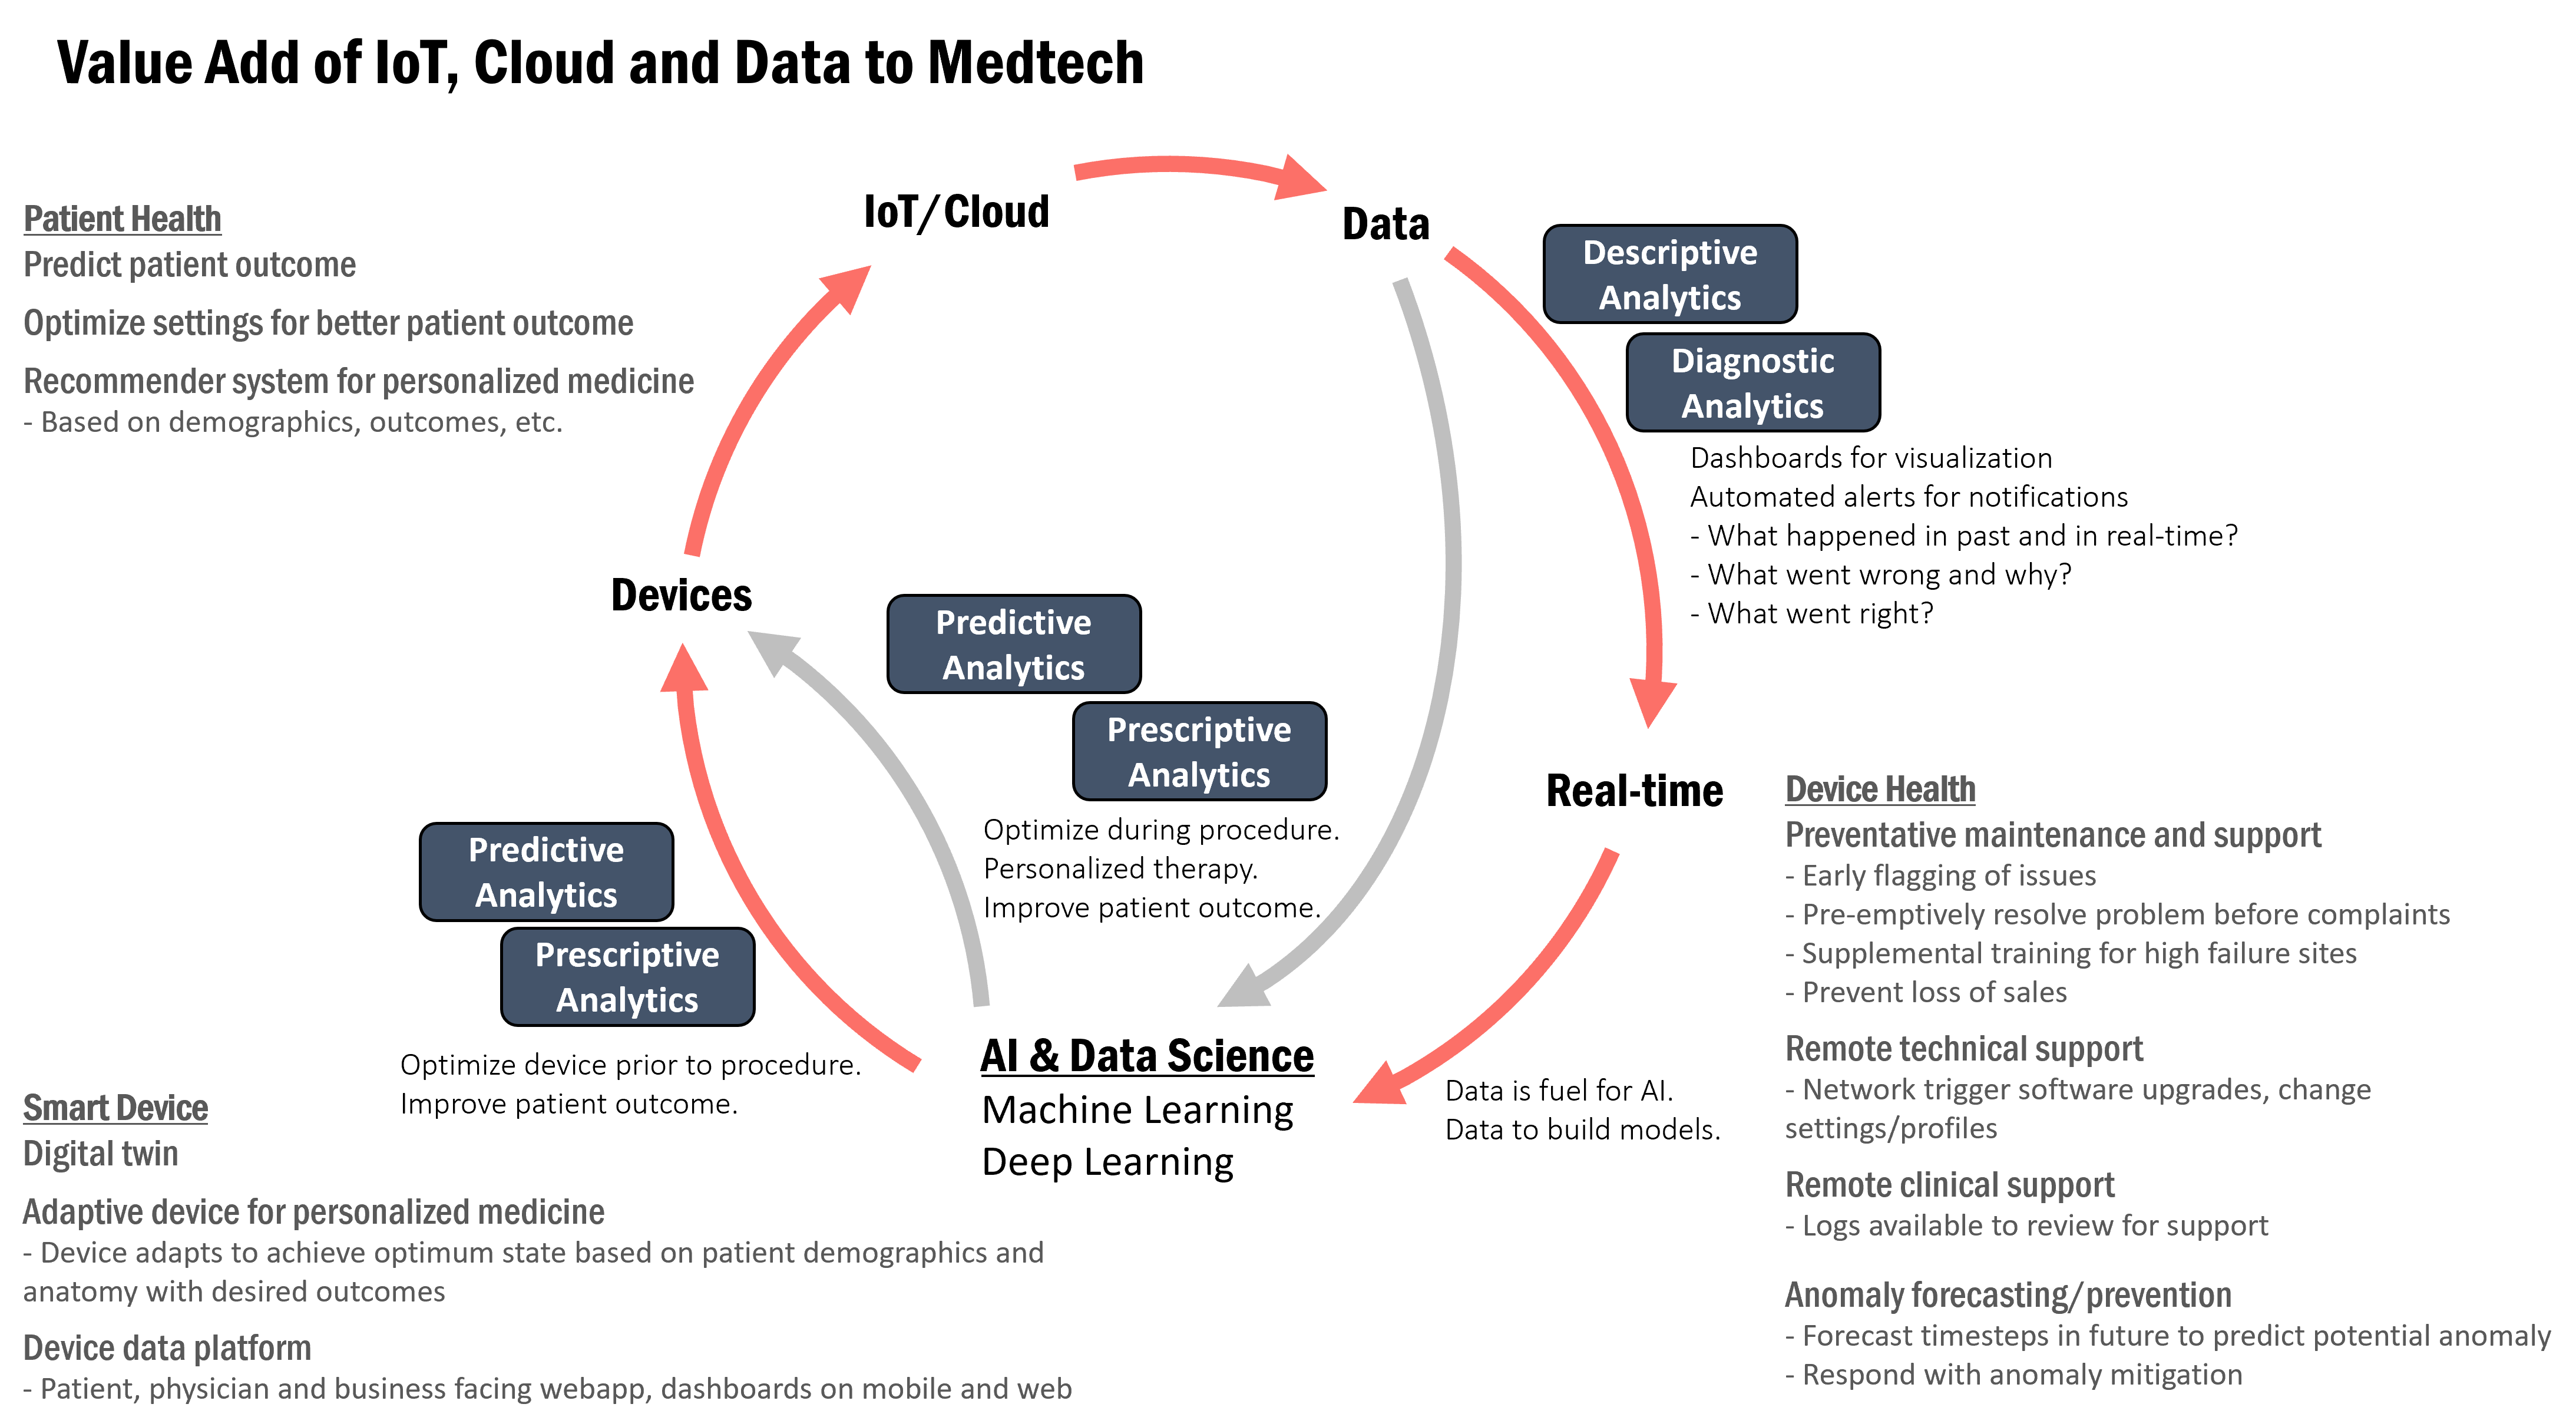 Value Add of IoT, Cloud and Data to Medtech
Patient Health
Predict patient outcome
Optimize settings for better patient outcome
Recommender system for personalized medicine
- Based on demographics, outcomes, etc.
IoT/Cloud
Data
Descriptive
Analytics
Diagnostic
Analytics
Dashboards for visualization
Automated alerts for notifications
- What happened in past and in real-time?
- What went wrong and why?
- What went right?
Devices
Predictive
Analytics
Prescriptive
Analytics
Optimize during procedure.
Personalized therapy.
Improve patient outcome.
Real-time
Device Health
Preventative maintenance and support
- Early flagging of issues
- Pre-emptively resolve problem before complaints
- Supplemental training for high failure sites
- Prevent loss of sales
Remote technical support
- Network trigger software upgrades, change
settings/profiles
Remote clinical support
- Logs available to review for support
Anomaly forecasting/prevention
- Forecast timesteps in future to predict potential anomaly
- Respond with anomaly mitigation
Predictive
Analytics
Prescriptive
Analytics
Optimize device prior to procedure.
Improve patient outcome.
AI & Data Science
Machine Learning
Deep Learning
Data is fuel for AI.
Data to build models.
Smart Device
Digital twin
Adaptive device for personalized medicine
- Device adapts to achieve optimum state based on patient demographics and
anatomy with desired outcomes
Device data platform
- Patient, physician and business facing webapp, dashboards on mobile and web